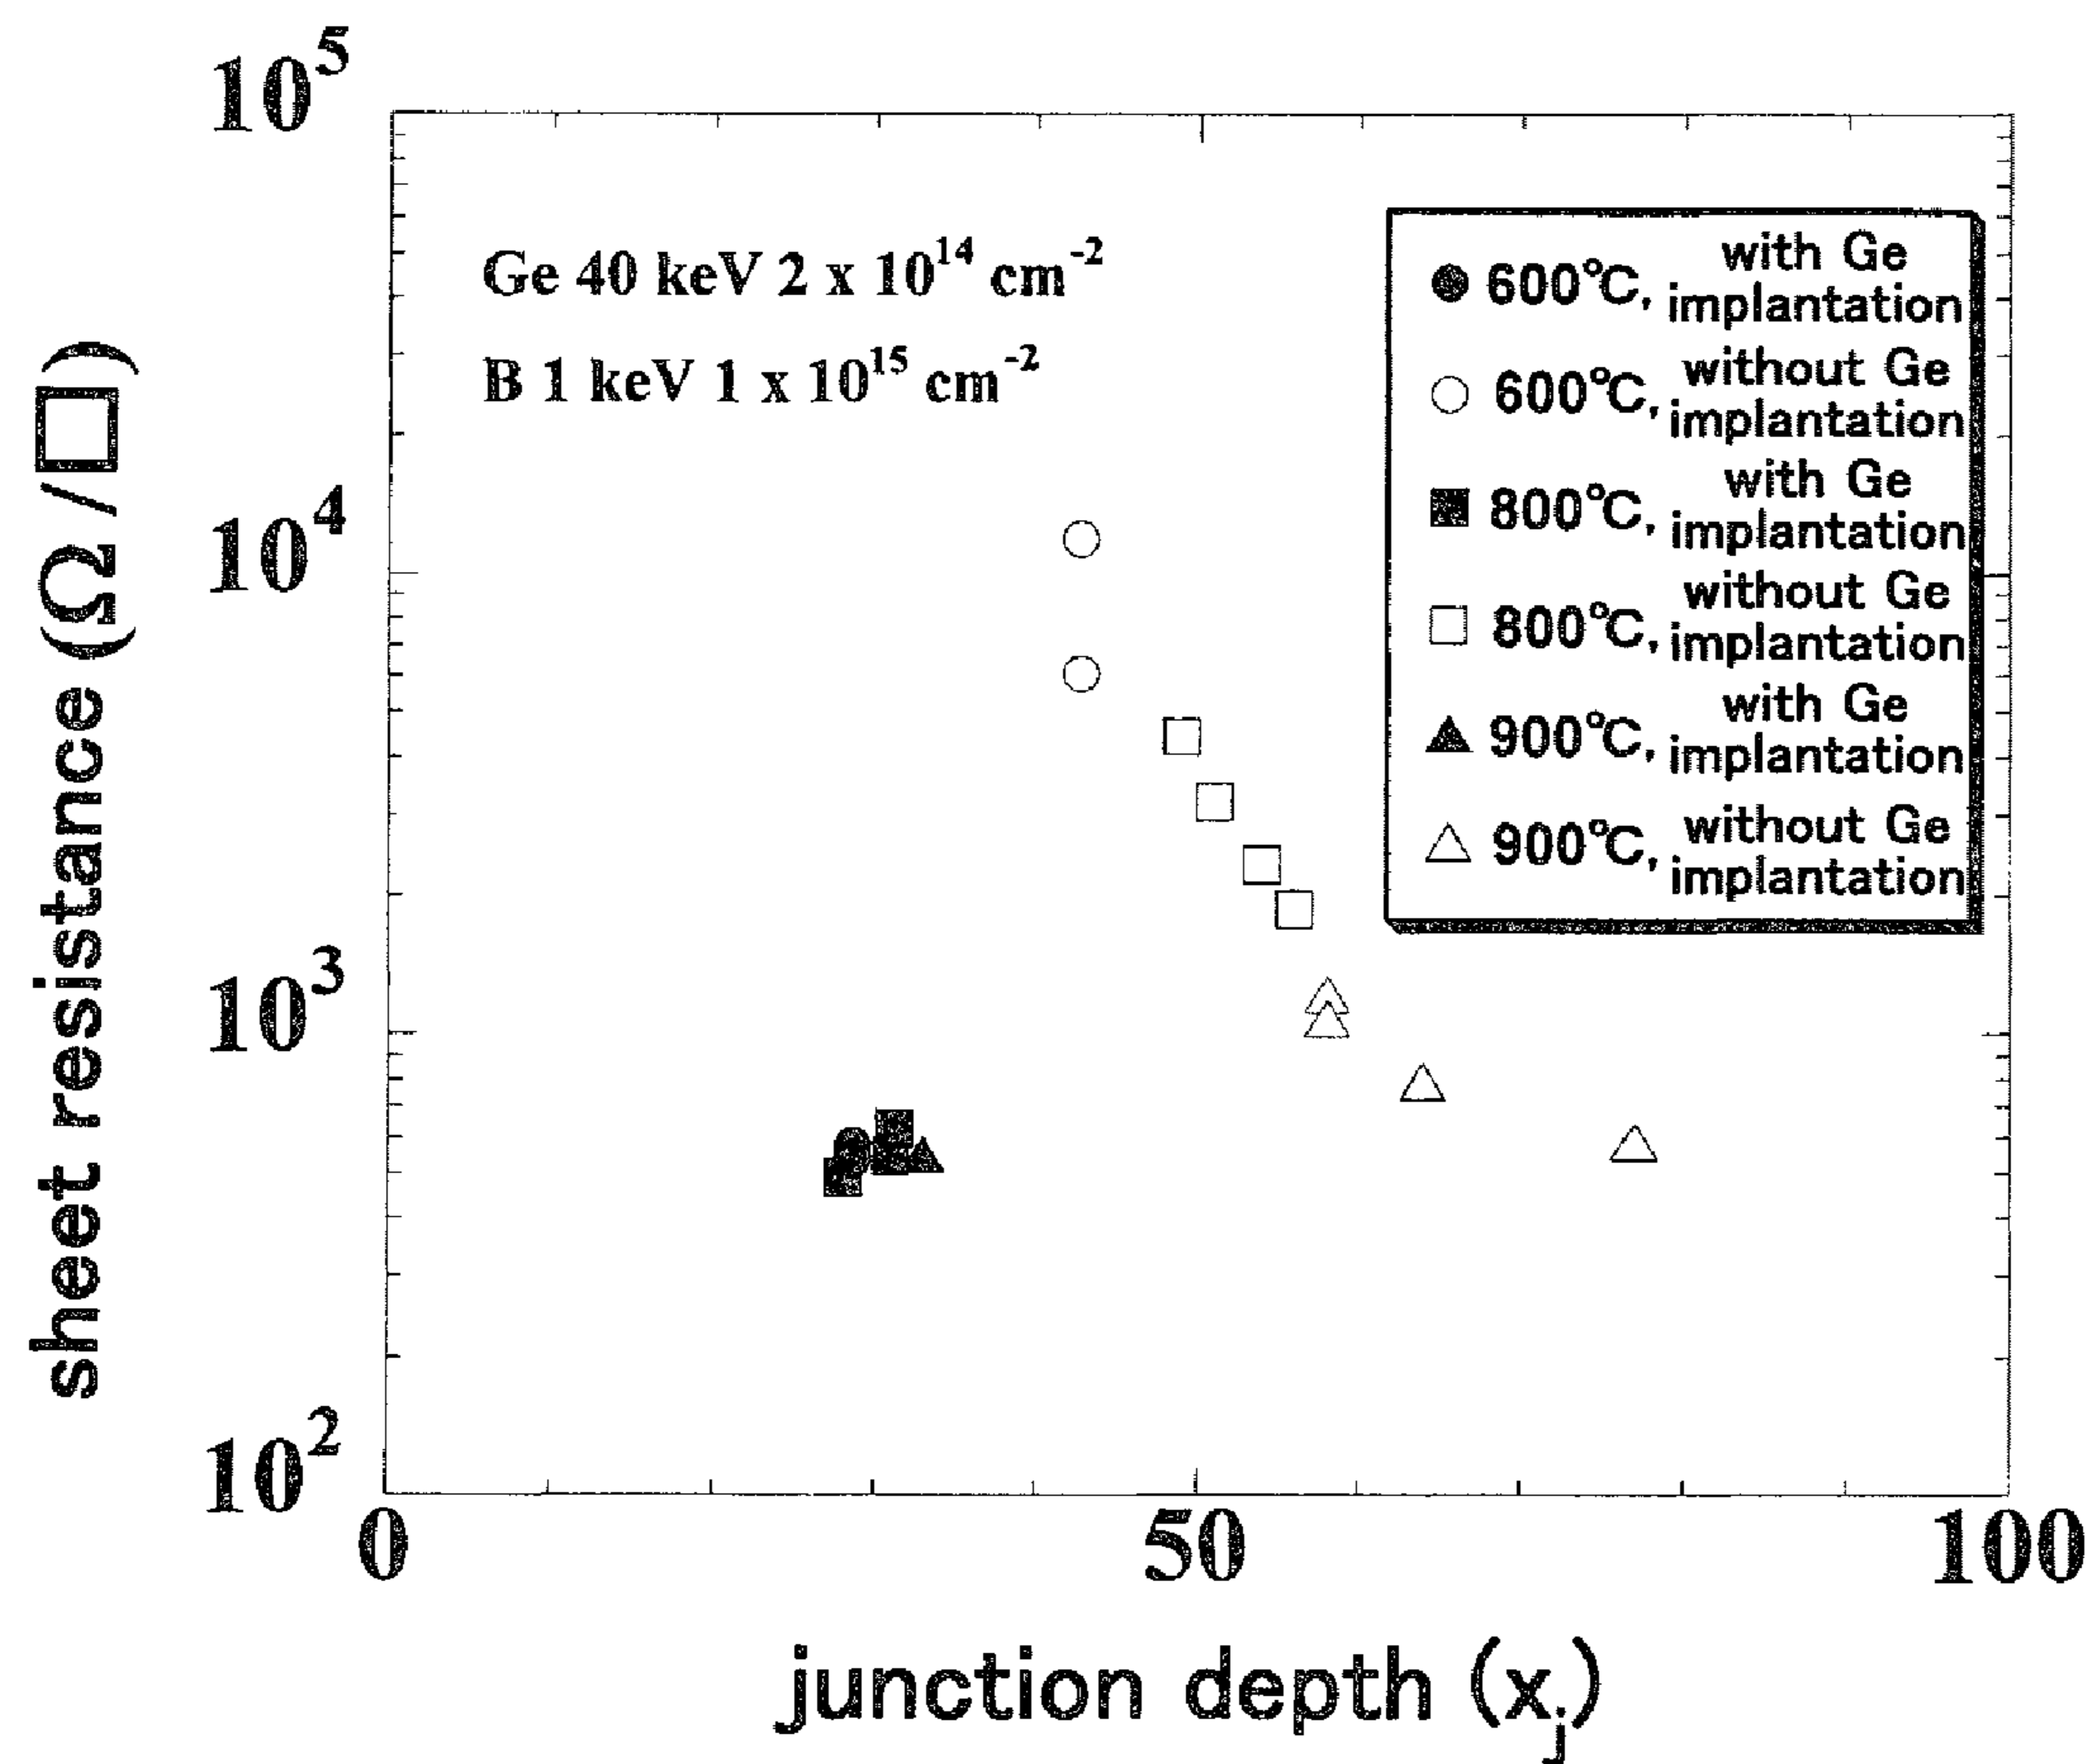 10^5
Ge 40 keV 2 x 10^14 cm^-2
B 1 keV 1 x 10^15 cm^-2
600°C, with Ge implantation
600°C, without Ge implantation
800°C, with Ge implantation
800°C, without Ge implantation
900°C, with Ge implantation
900°C, without Ge implantation
sheet resistance (Ω/□)
10^4
10^3
10^2
0 50 100
junction depth (x_j)